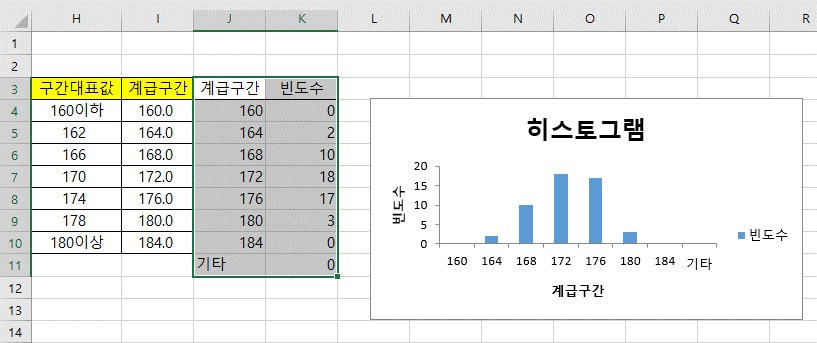 H I J K L M N O P Q R
1
2
3 구간대표값 계급구간 계급구간 빈도수
4 160이하 160.0 160 0
5 162 164.0 164 2
6 166 168.0 168 10
7 170 172.0 172 18
8 174 176.0 176 17
9 178 180.0 180 3
10 180이상 184.0 184 0
11 기타 0
12
13
14
히스토그램
빈도수
20
15
10
5
0
160 164 168 172 176 180 184 기타
계급구간
빈도수